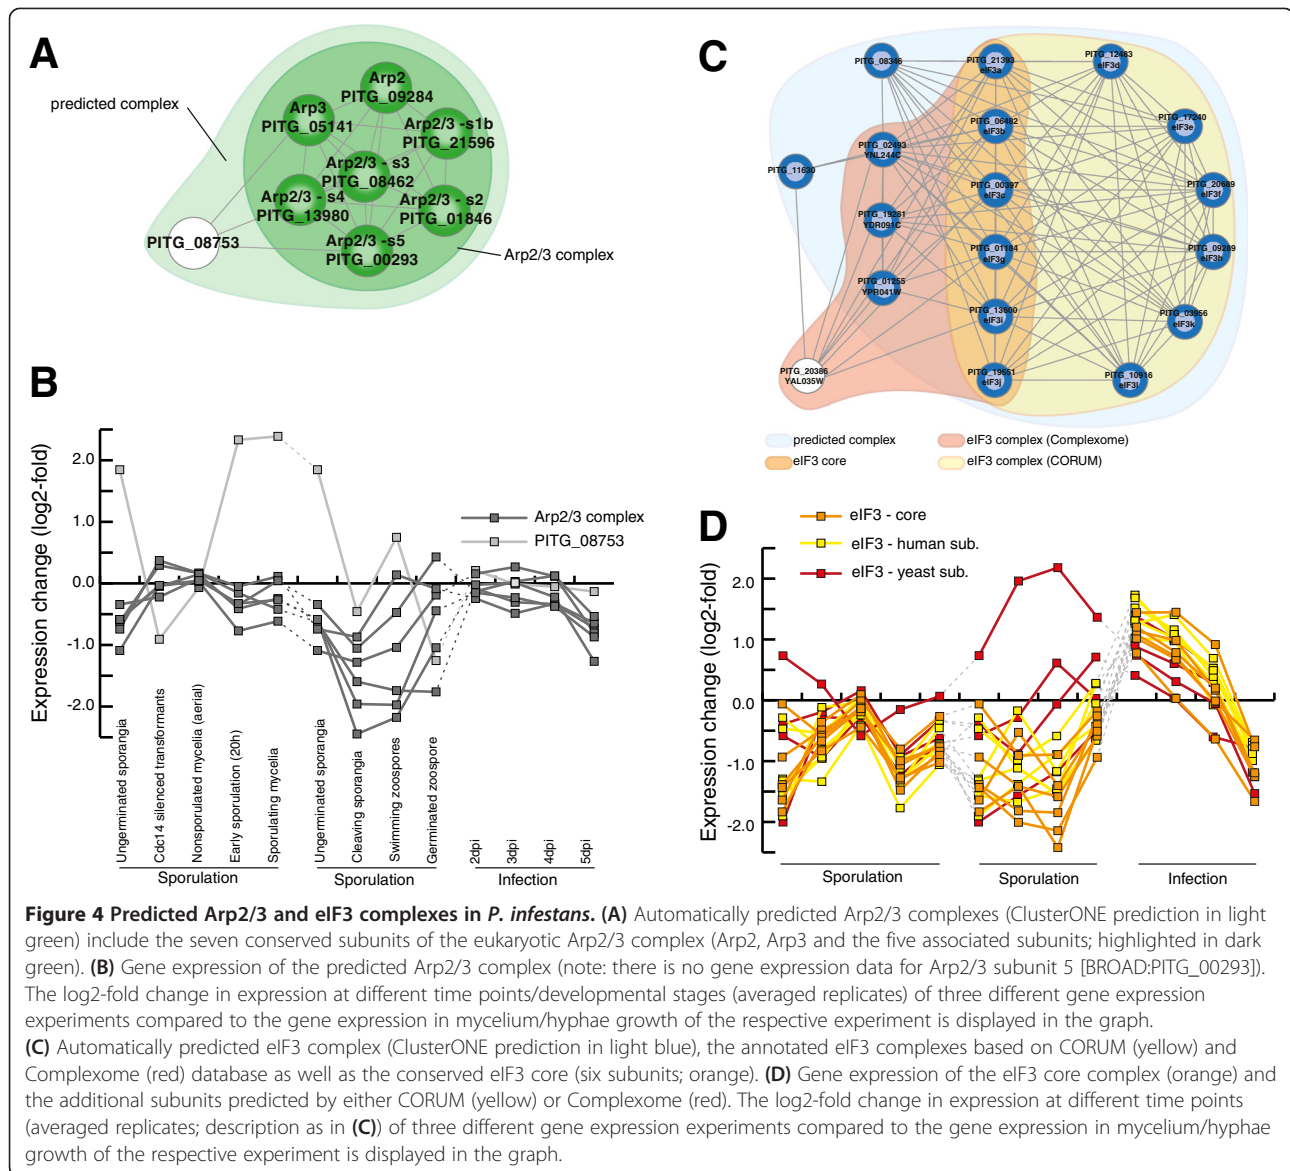 A
predicted complex
Arp2
PITG_09284
Arp3
PITG_05141
Arp2/3 -s1b
PITG_21596
Arp2/3 - s3
PITG_08462
Arp2/3 - s4
PITG_13980
Arp2/3 - s2
PITG_01846
PITG_08753
Arp2/3 -s5
PITG_00293
Arp2/3 complex
B
Expression change (log2-fold)
2.0
1.0
0.0
-1.0
-2.0
Arp2/3 complex
PITG_08753
Ungerminated sporangia
Cdc14 silenced transformants
Nonsporulated mycelia (aerial)
Early sporulation (20h)
Sporulating mycelia
Ungerminated sporangia
Cleaving sporangia
Swimming zoospores
Germinated zoospore
2dpi
3dpi
4dpi
5dpi
Sporulation
Sporulation
Infection
C
PITG_08346
PITG_21393
eIF3a
PITG_12483
eIF3d
PITG_06482
eIF3b
PITG_17240
eIF3e
PITG_02493
YNL244C
PITG_11630
PITG_00397
eIF3c
PITG_20689
eIF3f
PITG_19281
YDR091C
PITG_01184
eIF3g
PITG_09289
eIF3h
PITG_01255
YPR041W
PITG_13600
eIF3i
PITG_03956
eIF3k
PITG_20386
YAL035W
PITG_19551
eIF3j
PITG_10916
eIF3l
predicted complex
eIF3 complex (Complexome)
eIF3 core
eIF3 complex (CORUM)
D
eIF3 - core
eIF3 - human sub.
eIF3 - yeast sub.
Expression change (log2-fold)
2.0
1.0
0.0
-1.0
-2.0
Sporulation
Sporulation
Infection
Figure 4 Predicted Arp2/3 and eIF3 complexes in P. infestans. (A) Automatically predicted Arp2/3 complexes (ClusterONE prediction in light
green) include the seven conserved subunits of the eukaryotic Arp2/3 complex (Arp2, Arp3 and the five associated subunits; highlighted in dark
green). (B) Gene expression of the predicted Arp2/3 complex (note: there is no gene expression data for Arp2/3 subunit 5 [BROAD:PITG_00293]).
The log2-fold change in expression at different time points/developmental stages (averaged replicates) of three different gene expression
experiments compared to the gene expression in mycelium/hyphae growth of the respective experiment is displayed in the graph.
(C) Automatically predicted eIF3 complex (ClusterONE prediction in light blue), the annotated eIF3 complexes based on CORUM (yellow) and
Complexome (red) database as well as the conserved eIF3 core (six subunits; orange). (D) Gene expression of the eIF3 core complex (orange) and
the additional subunits predicted by either CORUM (yellow) or Complexome (red). The log2-fold change in expression at different time points
(averaged replicates; description as in (C)) of three different gene expression experiments compared to the gene expression in mycelium/hyphae
growth of the respective experiment is displayed in the graph.